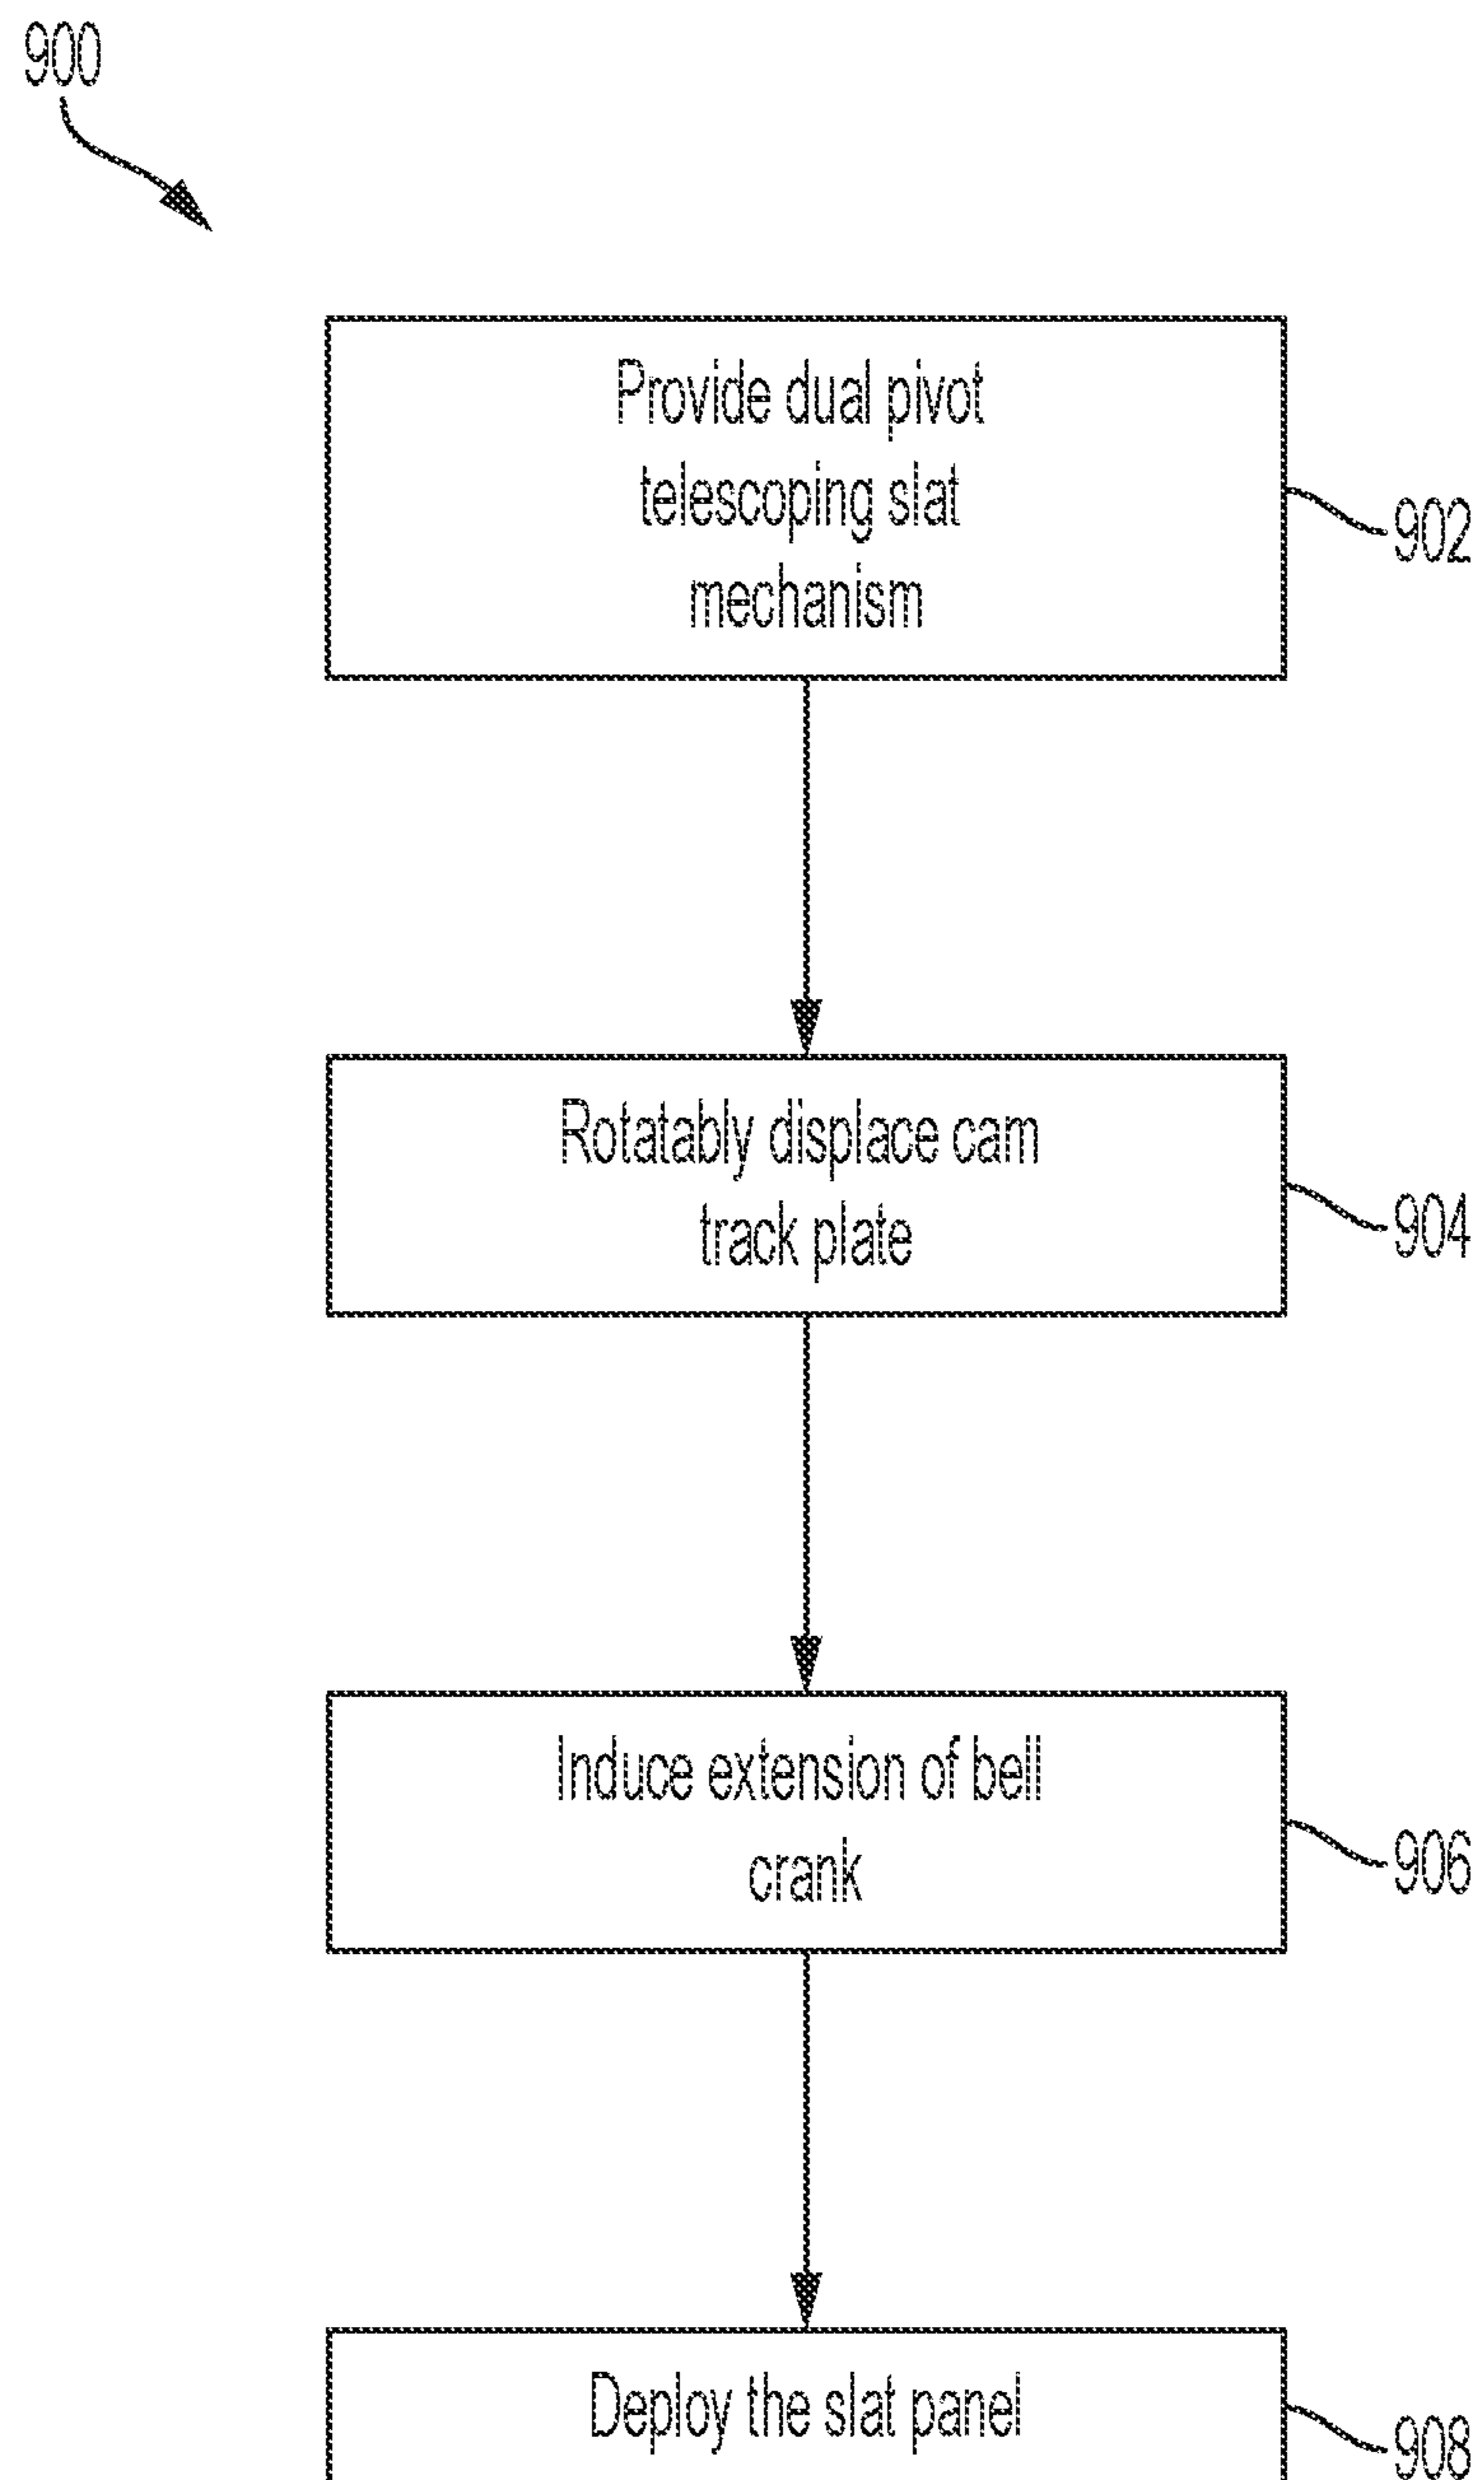 900
Provide dual pivot
telescoping slat
mechanism
902
Rotatably displace cam
track plate
904
Induce extension of bell
crank
906
Deploy the slat panel
908